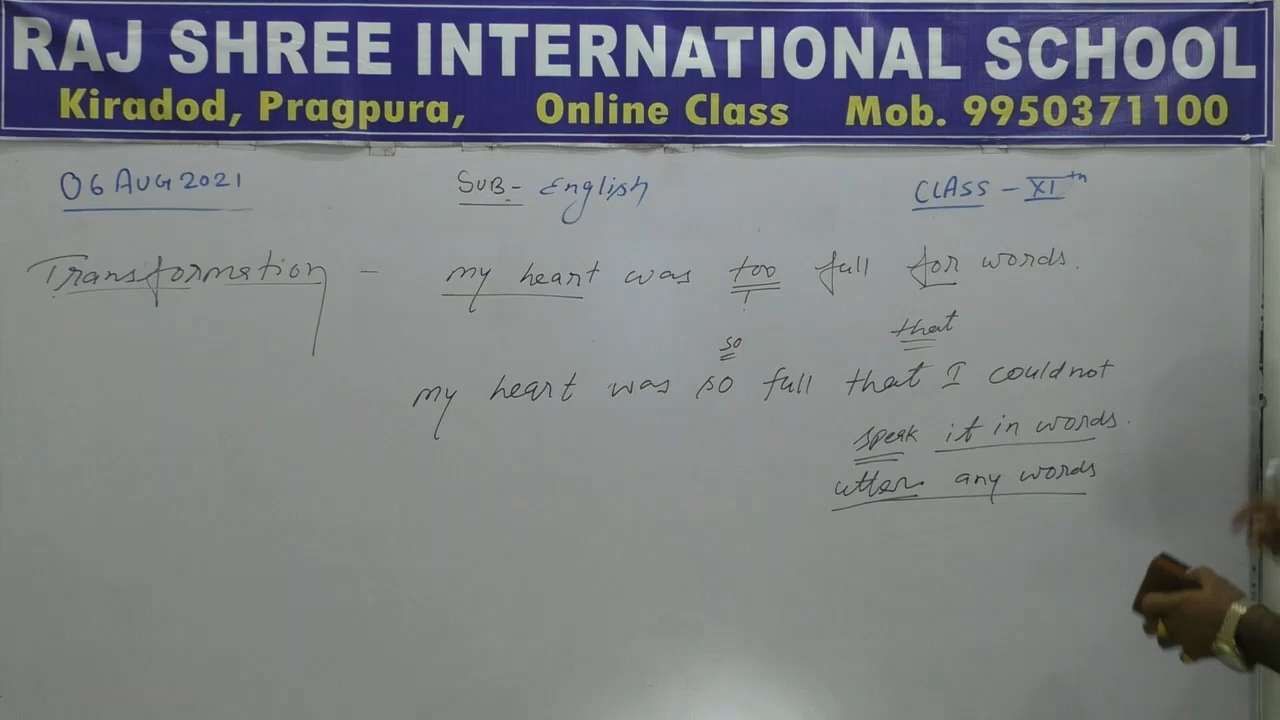 RAJ SHREE INTERNATIONAL SCHOOL
Kiradod, Pragpura, Online Class Mob. 9950371100
06 AUG 2021 SUB- English CLASS - XI th
Transformation - my heart was too full for words.
so that
my heart was so full that I could not
speak it in words.
utter any words